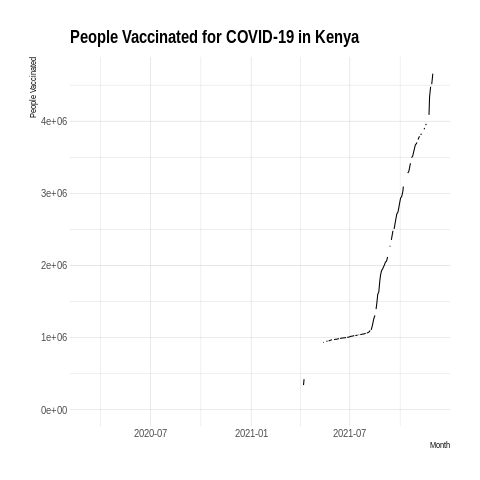 People Vaccinated for COVID-19 in Kenya
People Vaccinated
4e+06
3e+06
2e+06
1e+06
0e+00
2020-07 2021-01 2021-07
Month